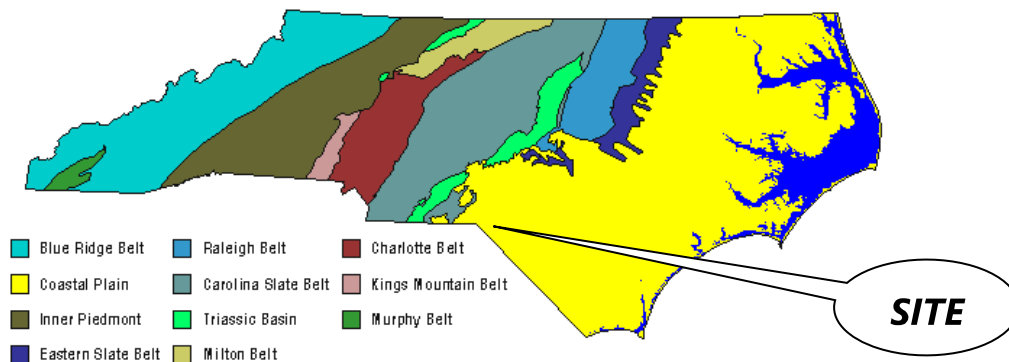 SITE
Blue Ridge Belt Raleigh Belt Charlotte Belt
Coastal Plain Carolina Slate Belt Kings Mountain Belt
Inner Piedmont Triassic Basin Murphy Belt
Eastern Slate Belt Milton Belt